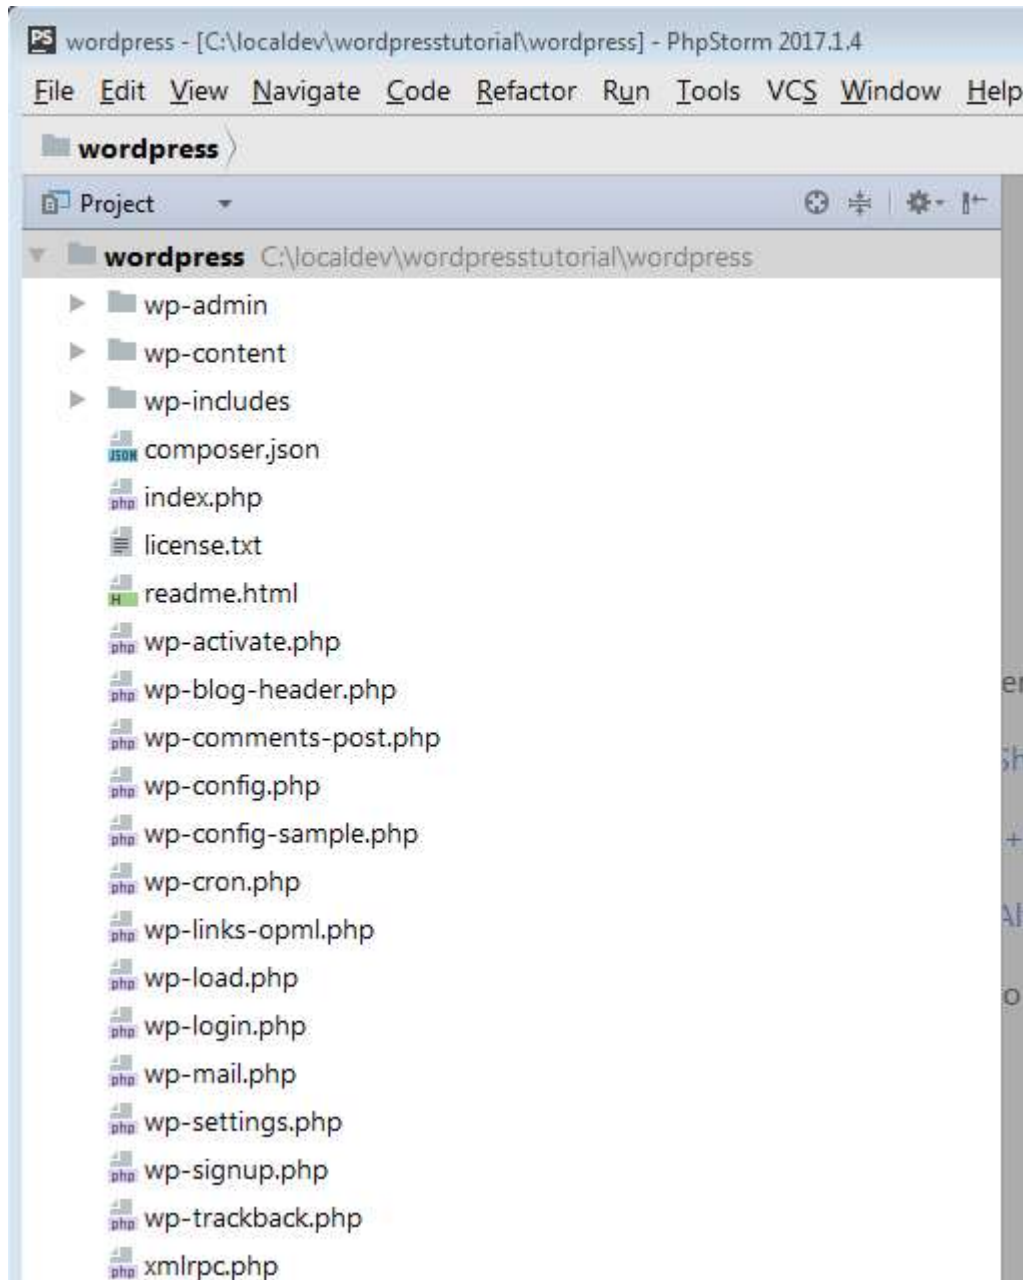 PS wordpress - [C:\localdev\wordpresstutorial\wordpress] - PhpStorm 2017.1.4
File Edit View Navigate Code Refactor Run Tools VCS Window Help
wordpress
Project
wordpress C:\localdev\wordpresstutorial\wordpress
wp-admin
wp-content
wp-includes
JSON composer.json
php index.php
license.txt
H readme.html
php wp-activate.php
php wp-blog-header.php
php wp-comments-post.php
php wp-config.php
php wp-config-sample.php
php wp-cron.php
php wp-links-opml.php
php wp-load.php
php wp-login.php
php wp-mail.php
php wp-settings.php
php wp-signup.php
php wp-trackback.php
php xmlrpc.php